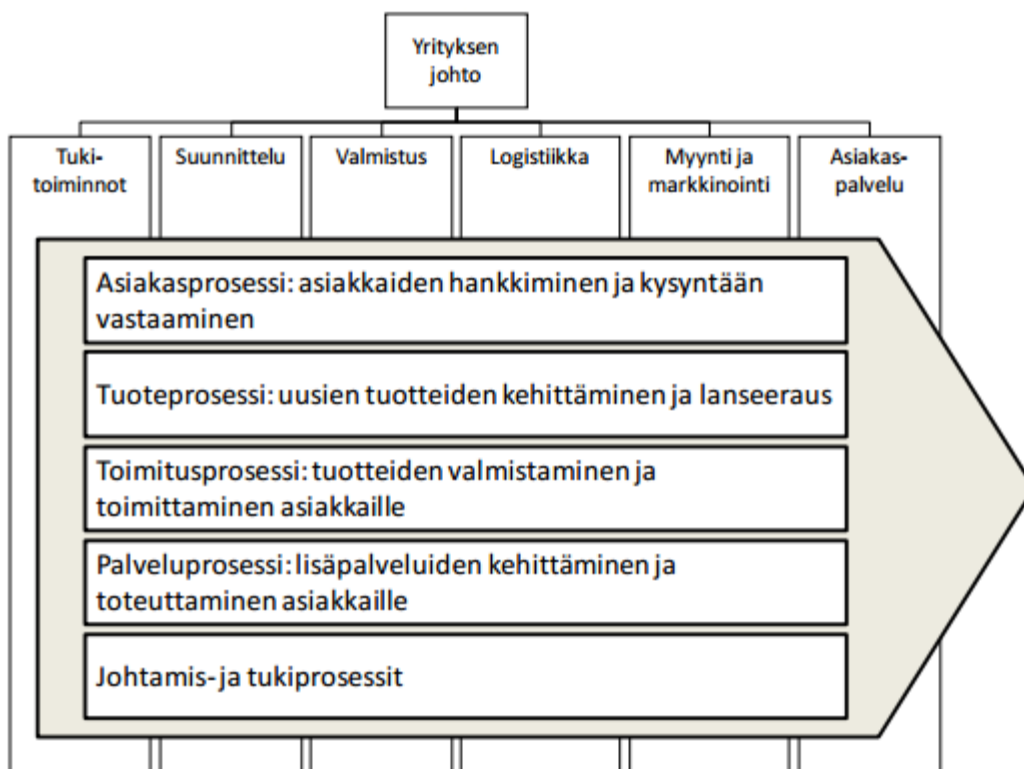 Yrityksen
johto
Tuki-
toiminnot
Suunnittelu
Valmistus
Logistiikka
Myynti ja
markkinointi
Asiakas-
palvelu
Asiakasprosessi: asiakkaiden hankkiminen ja kysyntään
vastaaminen
Tuoteprosessi: uusien tuotteiden kehittäminen ja lanseeraus
Toimitusprosessi: tuotteiden valmistaminen ja
toimittaminen asiakkaille
Palveluprosessi: lisäpalveluiden kehittäminen ja
toteuttaminen asiakkaille
Johtamis- ja tukiprosessit